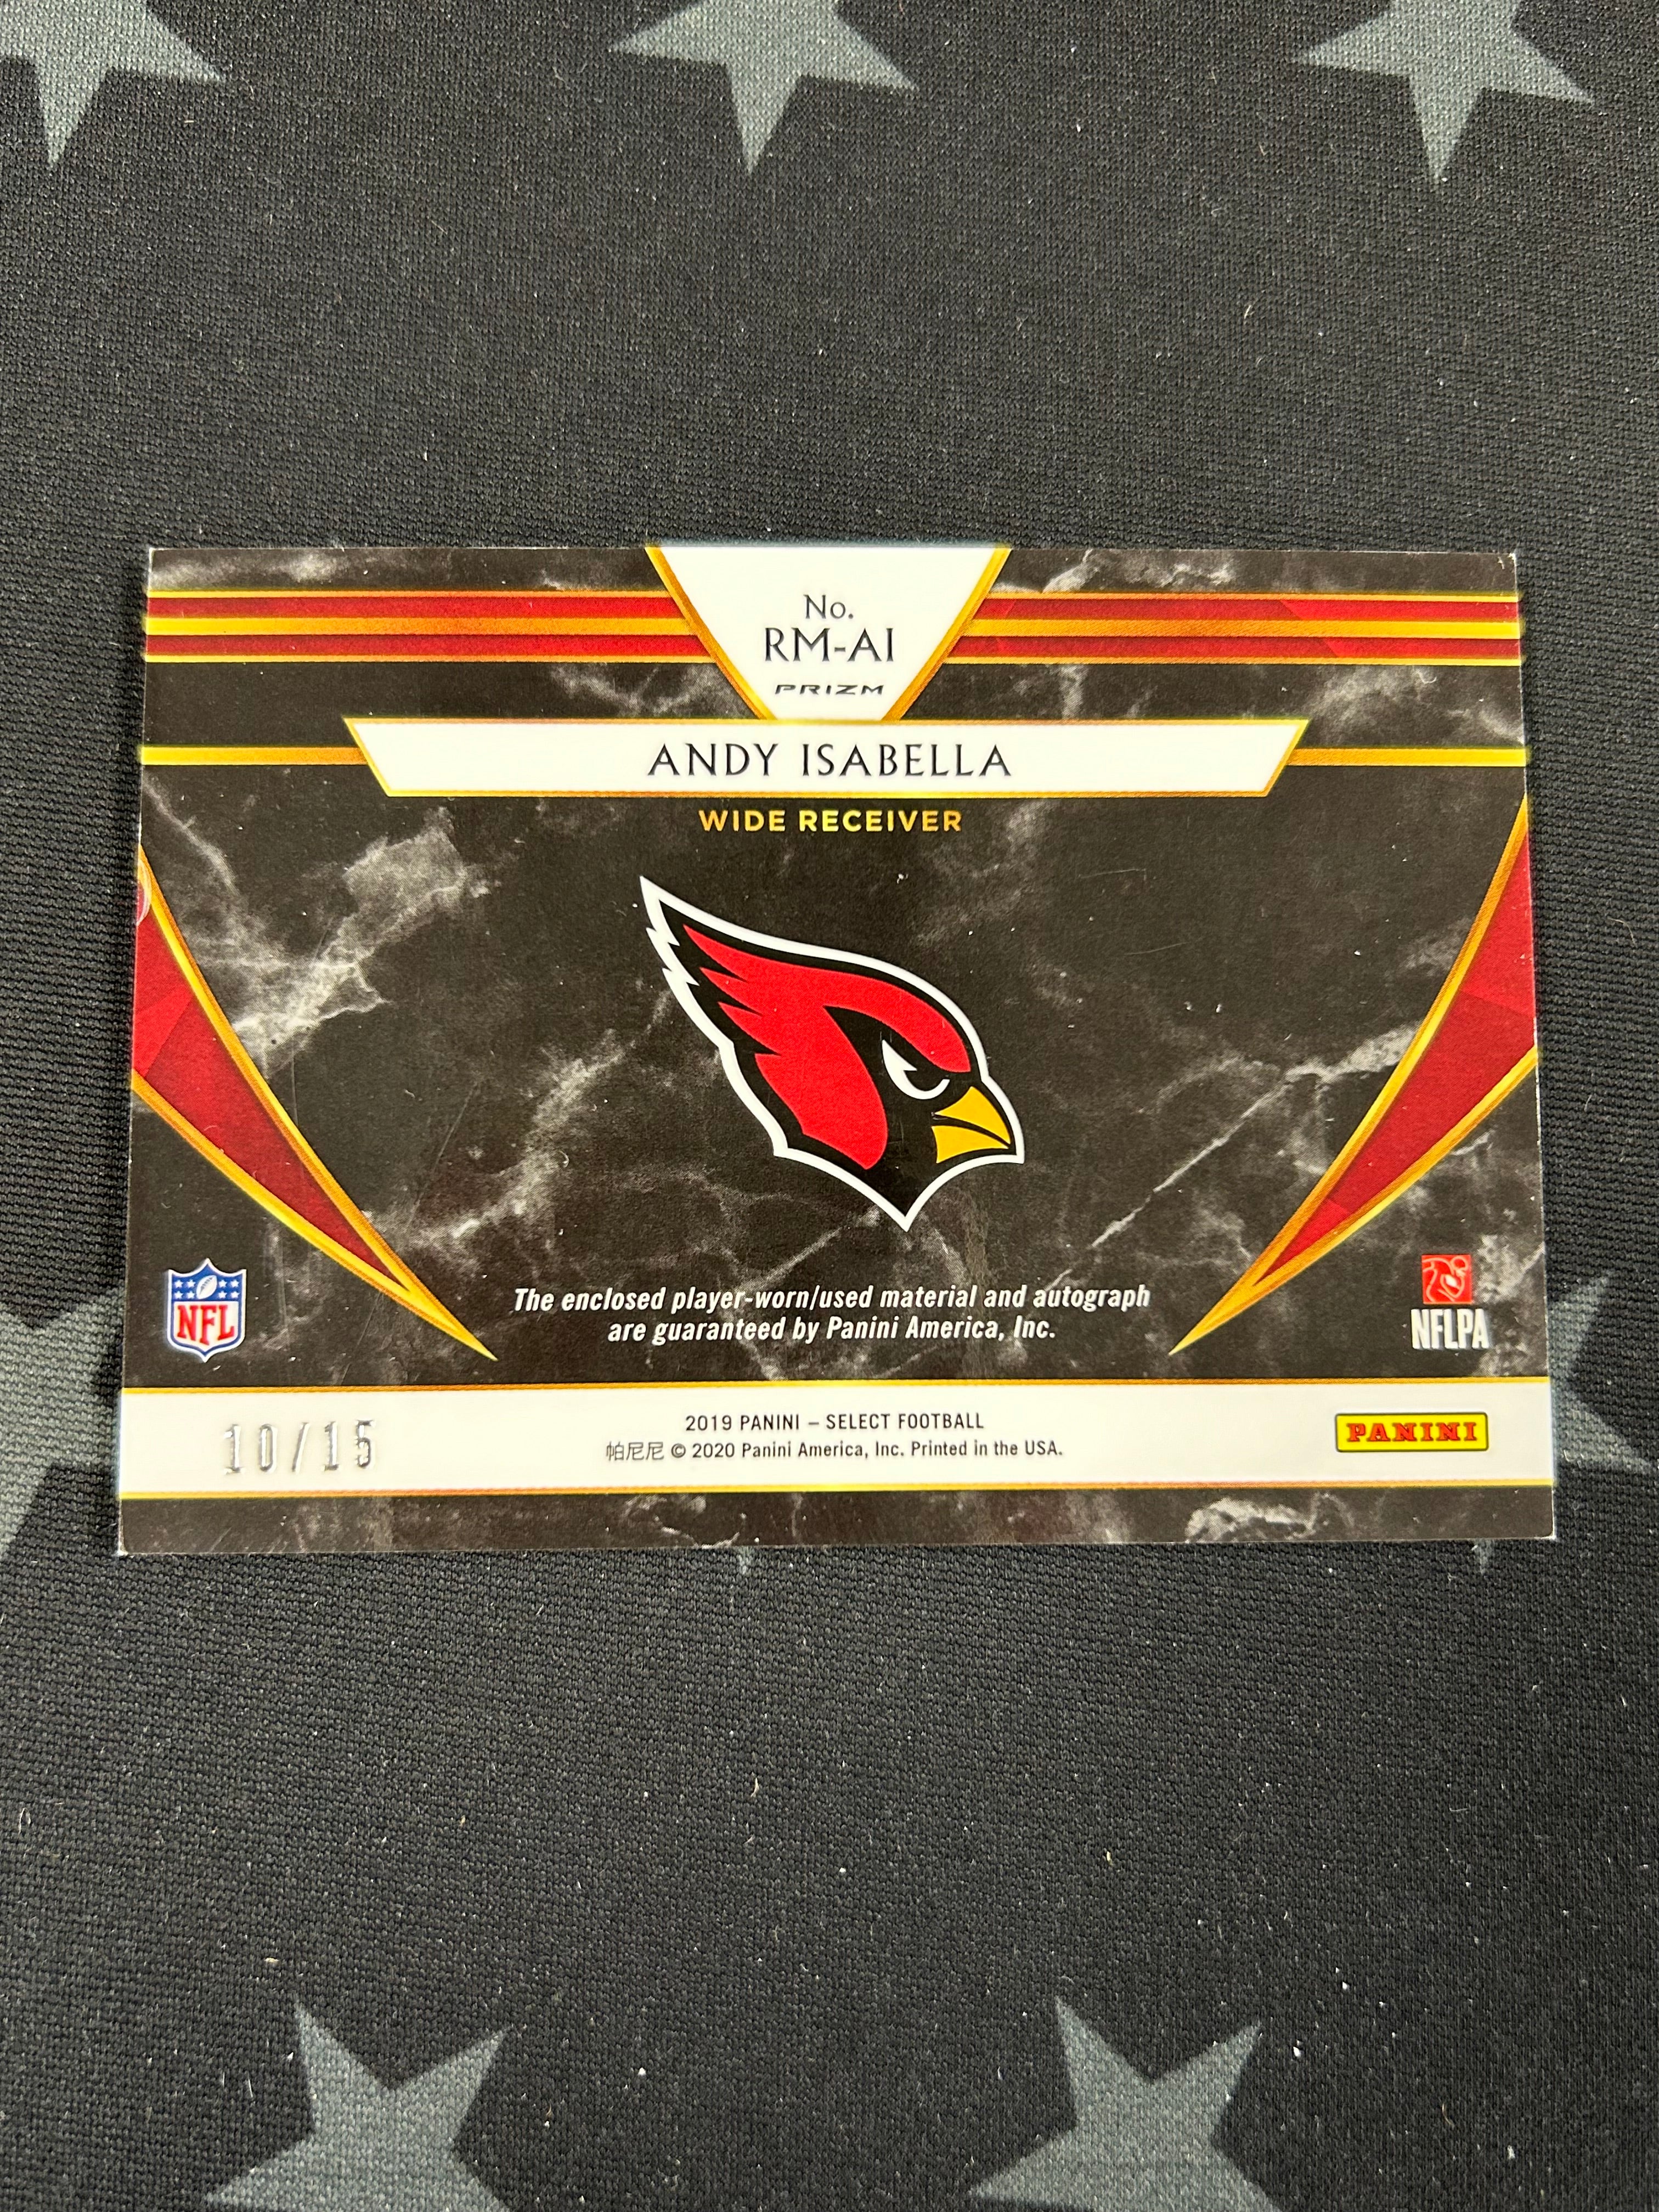 No.
RM-AI
PRIZM
ANDY ISABELLA
WIDE RECEIVER
The enclosed player-worn/used material and autograph
are guaranteed by Panini America, Inc.
NFL
NFLPA
10/15
2019 PANINI – SELECT FOOTBALL
帕尼尼 © 2020 Panini America, Inc. Printed in the USA.
PANINI